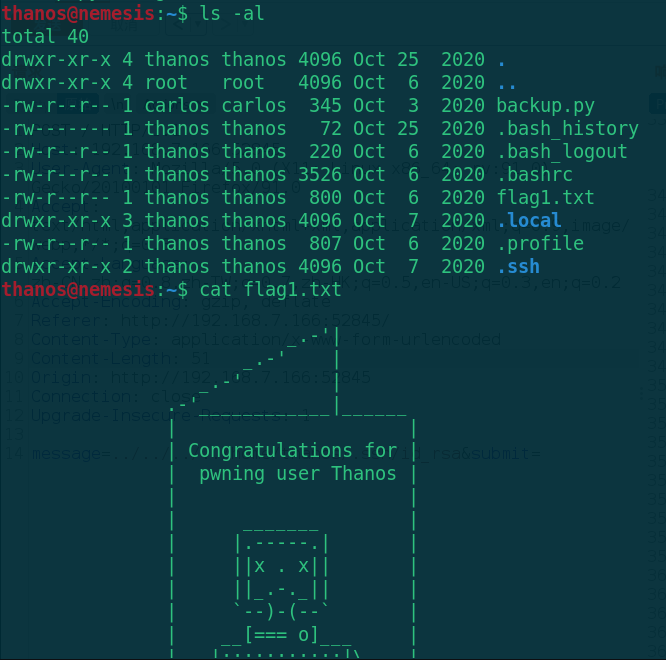 thanos@nemesis:~$ ls -al
total 40
drwxr-xr-x 4 thanos thanos 4096 Oct 25  2020 .
drwxr-xr-x 4 root   root   4096 Oct  6  2020 ..
-rw-r--r-- 1 carlos carlos  345 Oct  3  2020 backup.py
-rw------- 1 thanos thanos   72 Oct 25  2020 .bash_history
-rw-r--r-- 1 thanos thanos  220 Oct  6  2020 .bash_logout
-rw-r--r-- 1 thanos thanos 3526 Oct  6  2020 .bashrc
-rw-r--r-- 1 thanos thanos  800 Oct  6  2020 flag1.txt
drwxr-xr-x 3 thanos thanos 4096 Oct  7  2020 .local
-rw-r--r-- 1 thanos thanos  807 Oct  6  2020 .profile
drwxr-xr-x 2 thanos thanos 4096 Oct  7  2020 .ssh
thanos@nemesis:~$ cat flag1.txt
Referer: http://192.168.7.166:52845/
Content-Type: application/x-www-form-urlencoded
Content-Length: 51
Origin: http://192.168.7.166:52845
Connection: close
Upgrade-Insecure-Requests: 1
Congratulations for
pwning user Thanos